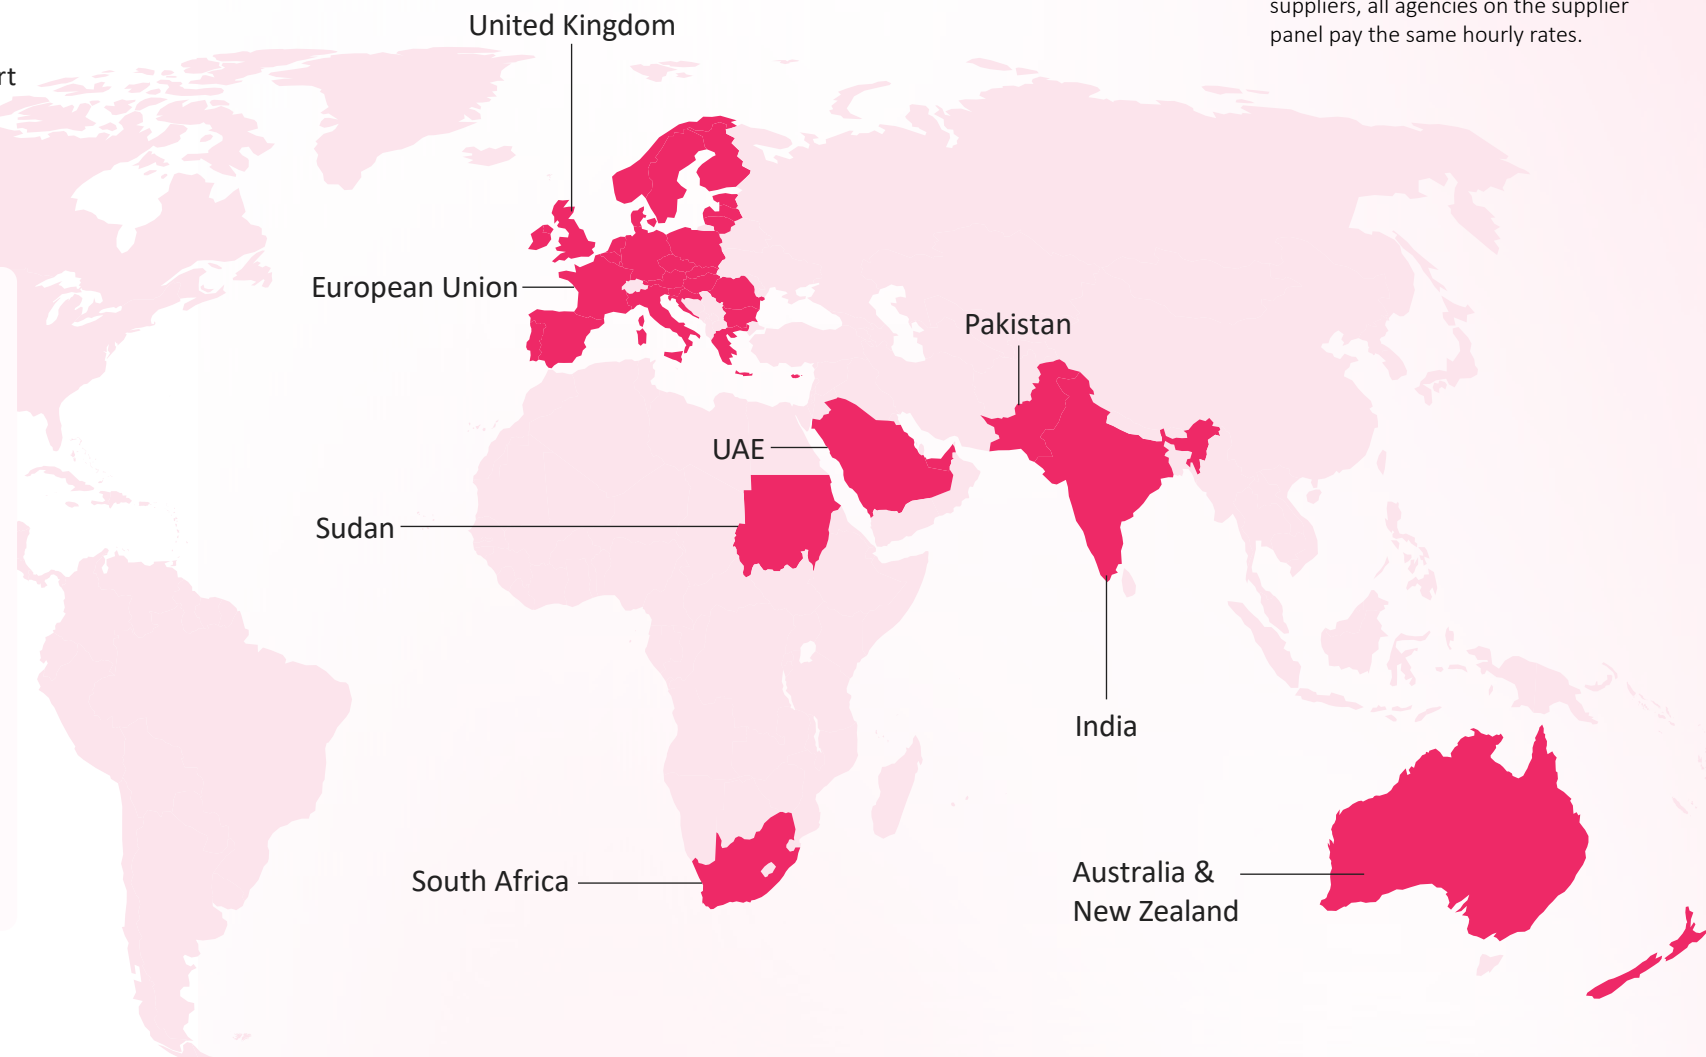 suppliers, all agencies on the supplier
panel pay the same hourly rates.
United Kingdom
rt
European Union
Pakistan
UAE
Sudan
India
South Africa
Australia &
New Zealand